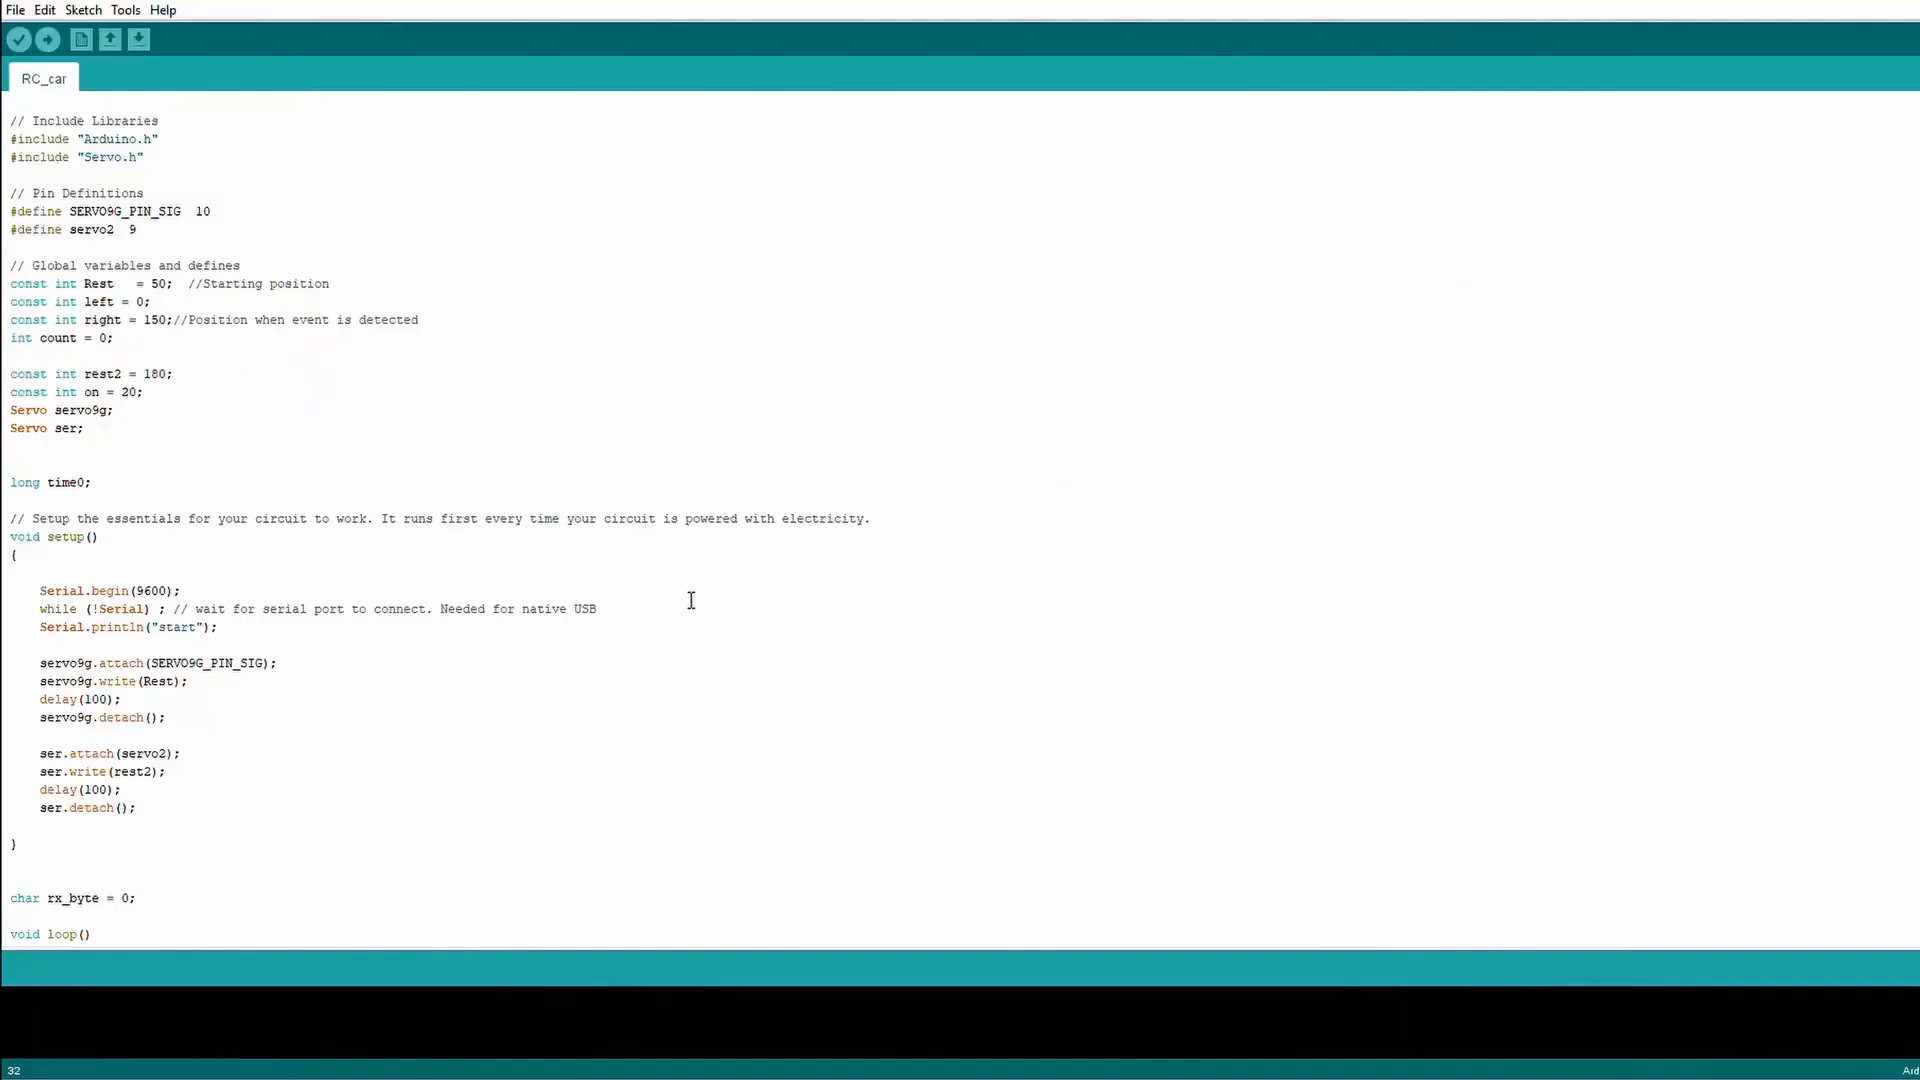 File Edit Sketch Tools Help
RC_car
// Include Libraries
#include "Arduino.h"
#include "Servo.h"
// Pin Definitions
#define SERVO9G_PIN_SIG  10
#define servo2  9
// Global variables and defines
const int Rest   = 50;  //Starting position
const int left = 0;
const int right = 150;//Position when event is detected
int count = 0;
const int rest2 = 180;
const int on = 20;
Servo servo9g;
Servo ser;
long time0;
// Setup the essentials for your circuit to work. It runs first every time your circuit is powered with electricity.
void setup()
{
    Serial.begin(9600);
    while (!Serial) ; // wait for serial port to connect. Needed for native USB
    Serial.println("start");
    servo9g.attach(SERVO9G_PIN_SIG);
    servo9g.write(Rest);
    delay(100);
    servo9g.detach();
    ser.attach(servo2);
    ser.write(rest2);
    delay(100);
    ser.detach();
}
char rx_byte = 0;
void loop()
32
Ard